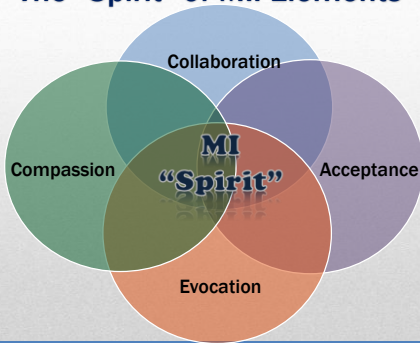 The "Spirit" of MI Elements
Collaboration
MI
Compassion
"Spirit"
Acceptance
Evocation